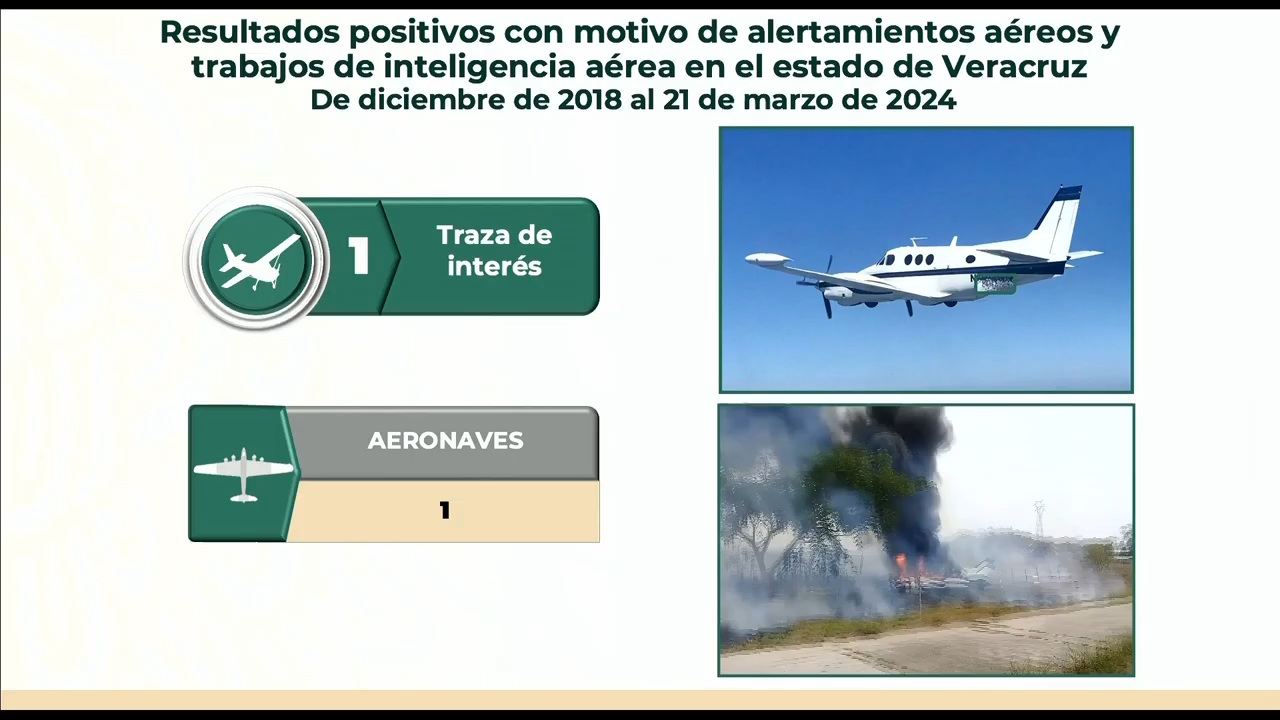 Resultados positivos con motivo de alertamientos aéreos y
trabajos de inteligencia aérea en el estado de Veracruz
De diciembre de 2018 al 21 de marzo de 2024
1
Traza de
interés
AERONAVES
1